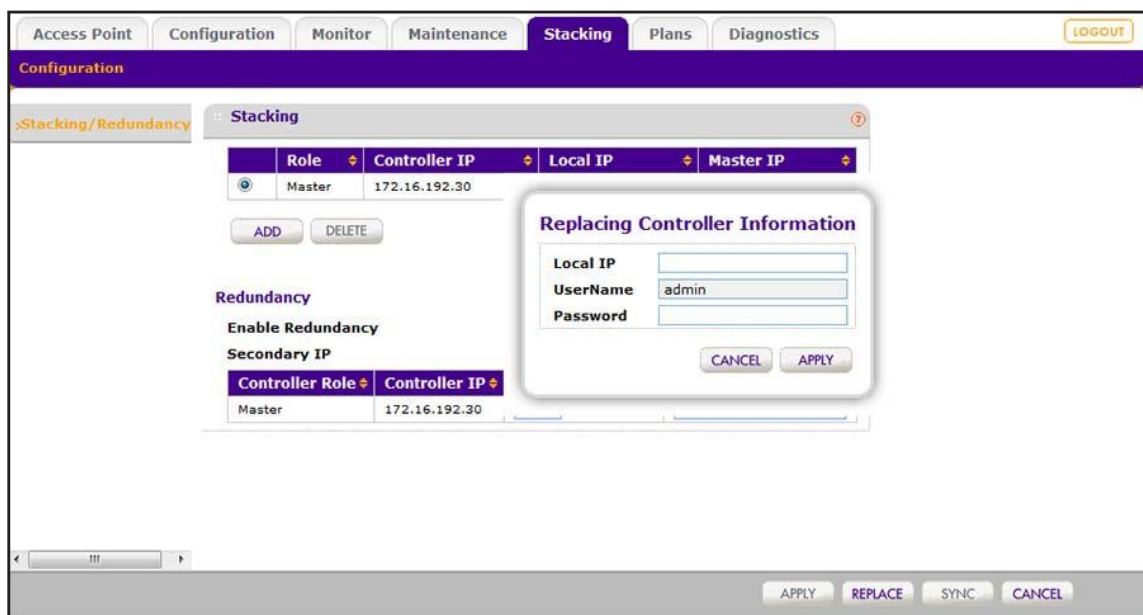 Access Point Configuration Monitor Maintenance Stacking Plans Diagnostics LOGOUT
Configuration
Stacking/Redundancy
Stacking ?
Role Controller IP Local IP Master IP
Master 172.16.192.30
ADD DELETE
Replacing Controller Information
Local IP
UserName admin
Password
CANCEL APPLY
Redundancy
Enable Redundancy
Secondary IP
Controller Role Controller IP
Master 172.16.192.30
APPLY REPLACE SYNC CANCEL